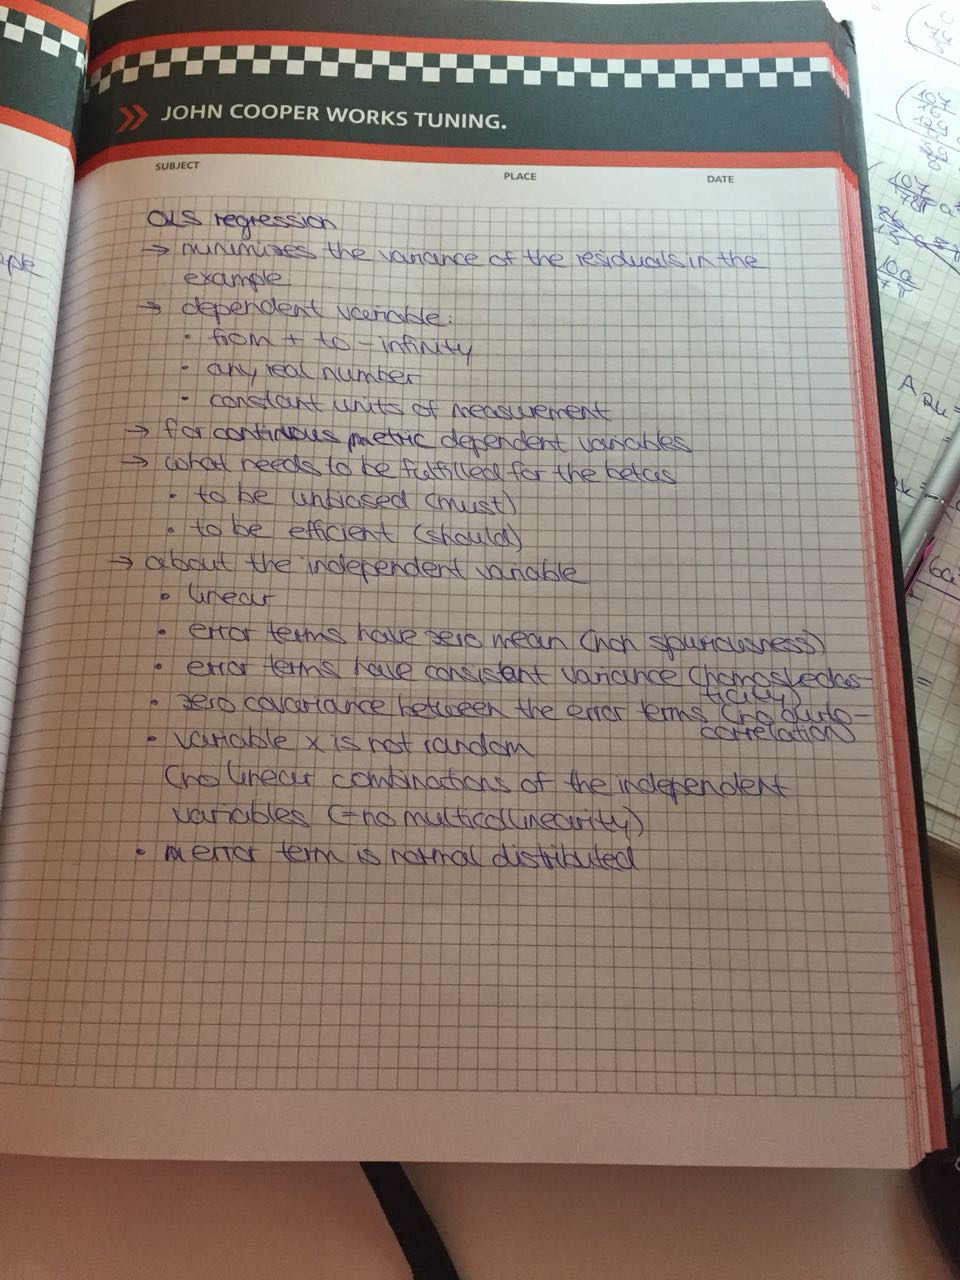 JOHN COOPER WORKS TUNING.
SUBJECT
PLACE
DATE
OLS regression
→ minimizes the variance of the residuals in the
example
→ dependent variable:
• from + to - infinity
• any real number
• constant units of measurement
→ for continuous metric dependent variables
→ what needs to be fulfilled for the betas
• to be unbiased (must)
• to be efficient (should)
→ about the independent variable
• linear
• error terms have zero mean (non spuriousness)
• error terms have consistent variance (homoskedas-
ticity)
• zero covariance between the error terms (no auto-
correlation)
• variable x is not random
(no linear combinations of the independent
variables (=no multicollinearity)
• error term is normal distributed